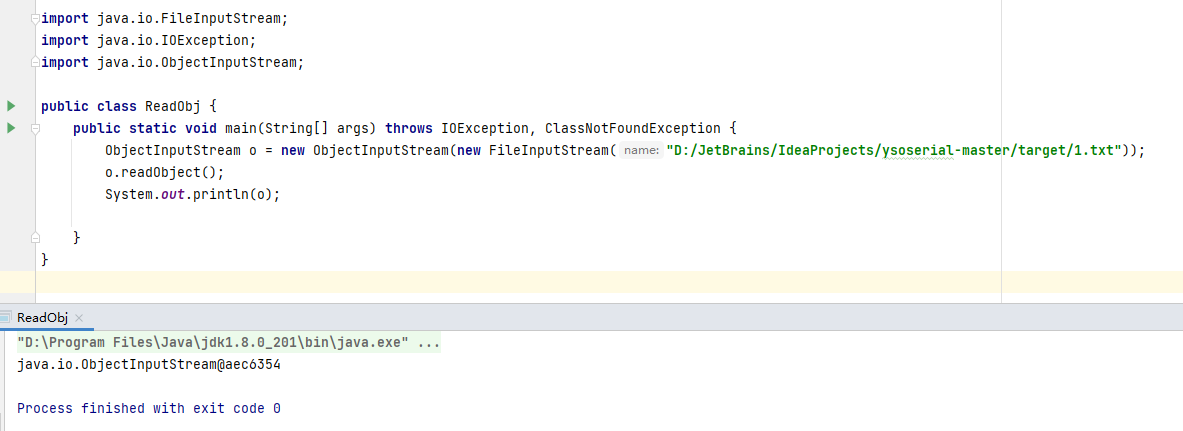 import java.io.FileInputStream;
import java.io.IOException;
import java.io.ObjectInputStream;
public class ReadObj {
public static void main(String[] args) throws IOException, ClassNotFoundException {
ObjectInputStream o = new ObjectInputStream(new FileInputStream( name: "D:/JetBrains/IdeaProjects/ysoserial-master/target/1.txt"));
o.readObject();
System.out.println(o);
}
}
ReadObj
"D:\Program Files\Java\jdk1.8.0_201\bin\java.exe" ...
java.io.ObjectInputStream@aec6354
Process finished with exit code 0